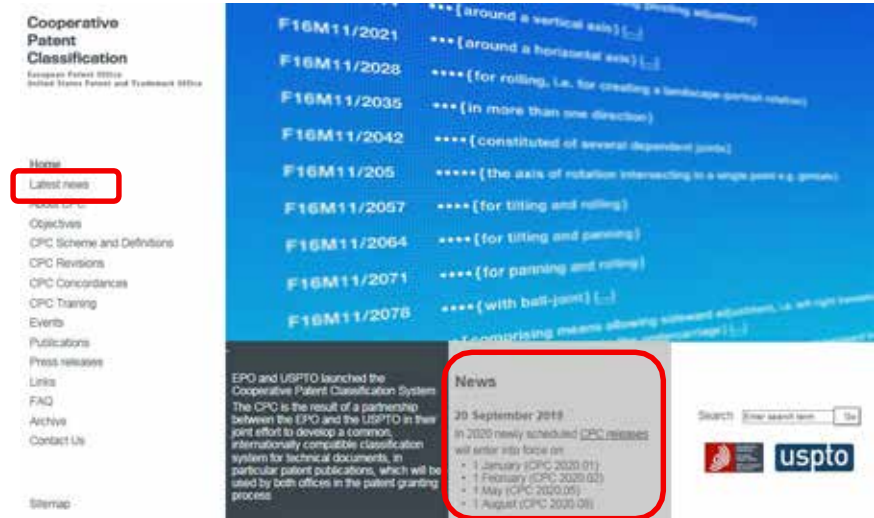 Cooperative
Patent
Classification
European Patent Office
United States Patent and Trademark Office
Home
Latest news
About CPC
Objectives
CPC Scheme and Definitions
CPC Revisions
CPC Concordances
CPC Training
Events
Publications
Press releases
Links
FAQ
Archive
Contact Us
Sitemap
F16M11/2021 •••{around a vertical axis}[...]
F16M11/2028 •••{around a horizontal axis}[...]
F16M11/2035 ••••{for rolling, i.e. for creating a landscape-portrait rotation}
F16M11/2042 •••{in more than one direction}
F16M11/205 ••••{constituted of several dependent joints}
F16M11/2057 •••••{the axis of rotation intersecting in a single point e.g. gimbals}
F16M11/2064 ••••{for tilting and rolling}
F16M11/2071 ••••{for tilting and panning}
F16M11/2078 ••••{for panning and rolling}
••••{with ball-joint}[...]
comprising means allowing
EPO and USPTO launched the
Cooperative Patent Classification System
The CPC is the result of a partnership
between the EPO and the USPTO in their
joint effort to develop a common,
internationally compatible classification
system for technical documents, in
particular patent publications, which will be
used by both offices in the patent granting
process
News
20 September 2019
In 2020 newly scheduled CPC releases
will enter into force on:
• 1 January (CPC 2020.01)
• 1 February (CPC 2020.02)
• 1 May (CPC 2020.05)
• 1 August (CPC 2020.08)
Search Enter search term Go
uspto